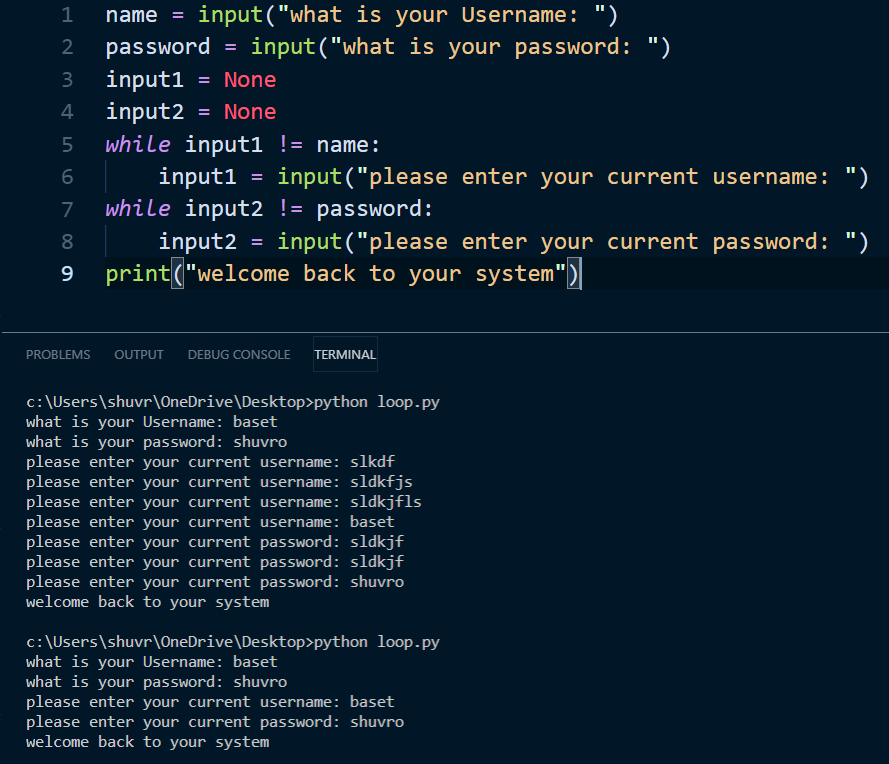 1 name = input("what is your Username: ")
2 password = input("what is your password: ")
3 input1 = None
4 input2 = None
5 while input1 != name:
6     input1 = input("please enter your current username: ")
7 while input2 != password:
8     input2 = input("please enter your current password: ")
9 print("welcome back to your system")
PROBLEMS OUTPUT DEBUG CONSOLE TERMINAL
c:\Users\shuvr\OneDrive\Desktop>python loop.py
what is your Username: baset
what is your password: shuvro
please enter your current username: slkdf
please enter your current username: sldkfjs
please enter your current username: sldkjfls
please enter your current username: baset
please enter your current password: sldkjf
please enter your current password: sldkjf
please enter your current password: shuvro
welcome back to your system
c:\Users\shuvr\OneDrive\Desktop>python loop.py
what is your Username: baset
what is your password: shuvro
please enter your current username: baset
please enter your current password: shuvro
welcome back to your system